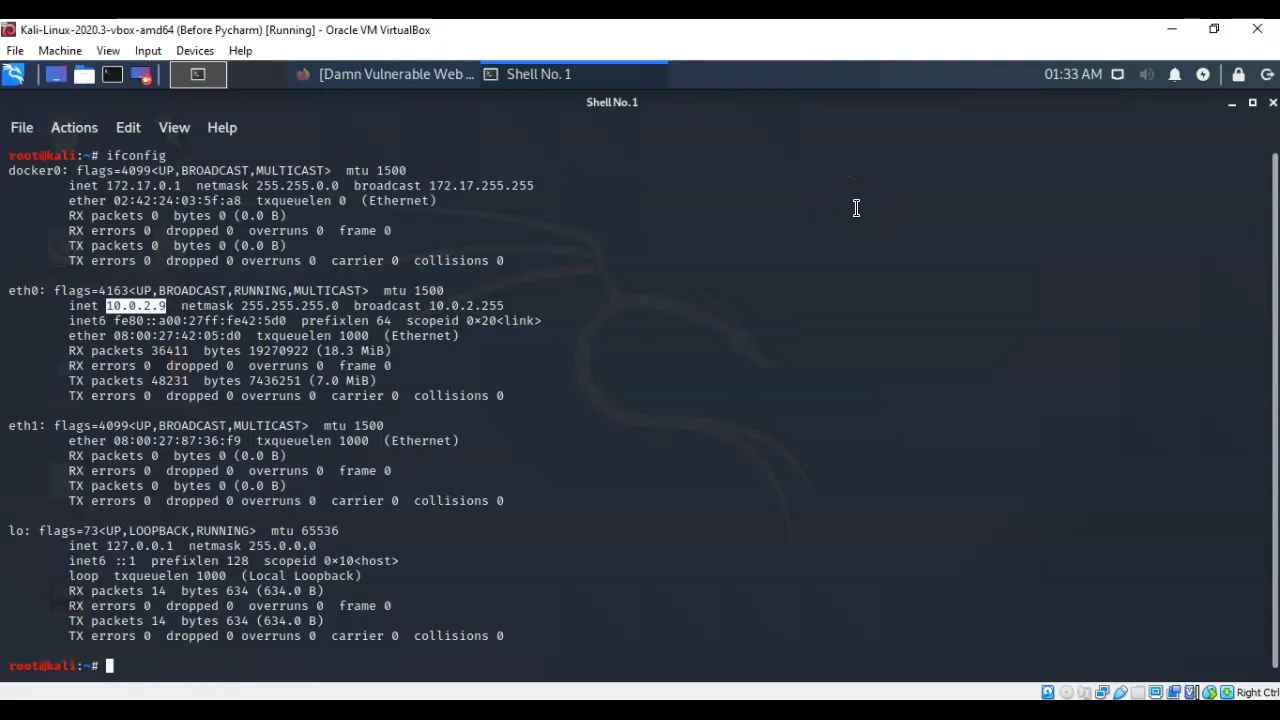 Kali-Linux-2020.3-vbox-amd64 (Before Pycharm) [Running] - Oracle VM VirtualBox
File Machine View Input Devices Help
[Damn Vulnerable Web ... Shell No. 1 01:33 AM
Shell No. 1
File Actions Edit View Help
root@kali:~# ifconfig
docker0: flags=4099<UP,BROADCAST,MULTICAST>  mtu 1500
        inet 172.17.0.1  netmask 255.255.0.0  broadcast 172.17.255.255
        ether 02:42:24:03:5f:a8  txqueuelen 0  (Ethernet)
        RX packets 0  bytes 0 (0.0 B)
        RX errors 0  dropped 0  overruns 0  frame 0
        TX packets 0  bytes 0 (0.0 B)
        TX errors 0  dropped 0 overruns 0  carrier 0  collisions 0
eth0: flags=4163<UP,BROADCAST,RUNNING,MULTICAST>  mtu 1500
        inet 10.0.2.9  netmask 255.255.255.0  broadcast 10.0.2.255
        inet6 fe80::a00:27ff:fe42:5d0  prefixlen 64  scopeid 0×20<link>
        ether 08:00:27:42:05:d0  txqueuelen 1000  (Ethernet)
        RX packets 36411  bytes 19270922 (18.3 MiB)
        RX errors 0  dropped 0  overruns 0  frame 0
        TX packets 48231  bytes 7436251 (7.0 MiB)
        TX errors 0  dropped 0 overruns 0  carrier 0  collisions 0
eth1: flags=4099<UP,BROADCAST,MULTICAST>  mtu 1500
        ether 08:00:27:87:36:f9  txqueuelen 1000  (Ethernet)
        RX packets 0  bytes 0 (0.0 B)
        RX errors 0  dropped 0  overruns 0  frame 0
        TX packets 0  bytes 0 (0.0 B)
        TX errors 0  dropped 0 overruns 0  carrier 0  collisions 0
lo: flags=73<UP,LOOPBACK,RUNNING>  mtu 65536
        inet 127.0.0.1  netmask 255.0.0.0
        inet6 ::1  prefixlen 128  scopeid 0×10<host>
        loop  txqueuelen 1000  (Local Loopback)
        RX packets 14  bytes 634 (634.0 B)
        RX errors 0  dropped 0  overruns 0  frame 0
        TX packets 14  bytes 634 (634.0 B)
        TX errors 0  dropped 0 overruns 0  carrier 0  collisions 0
root@kali:~#
Right Ctrl